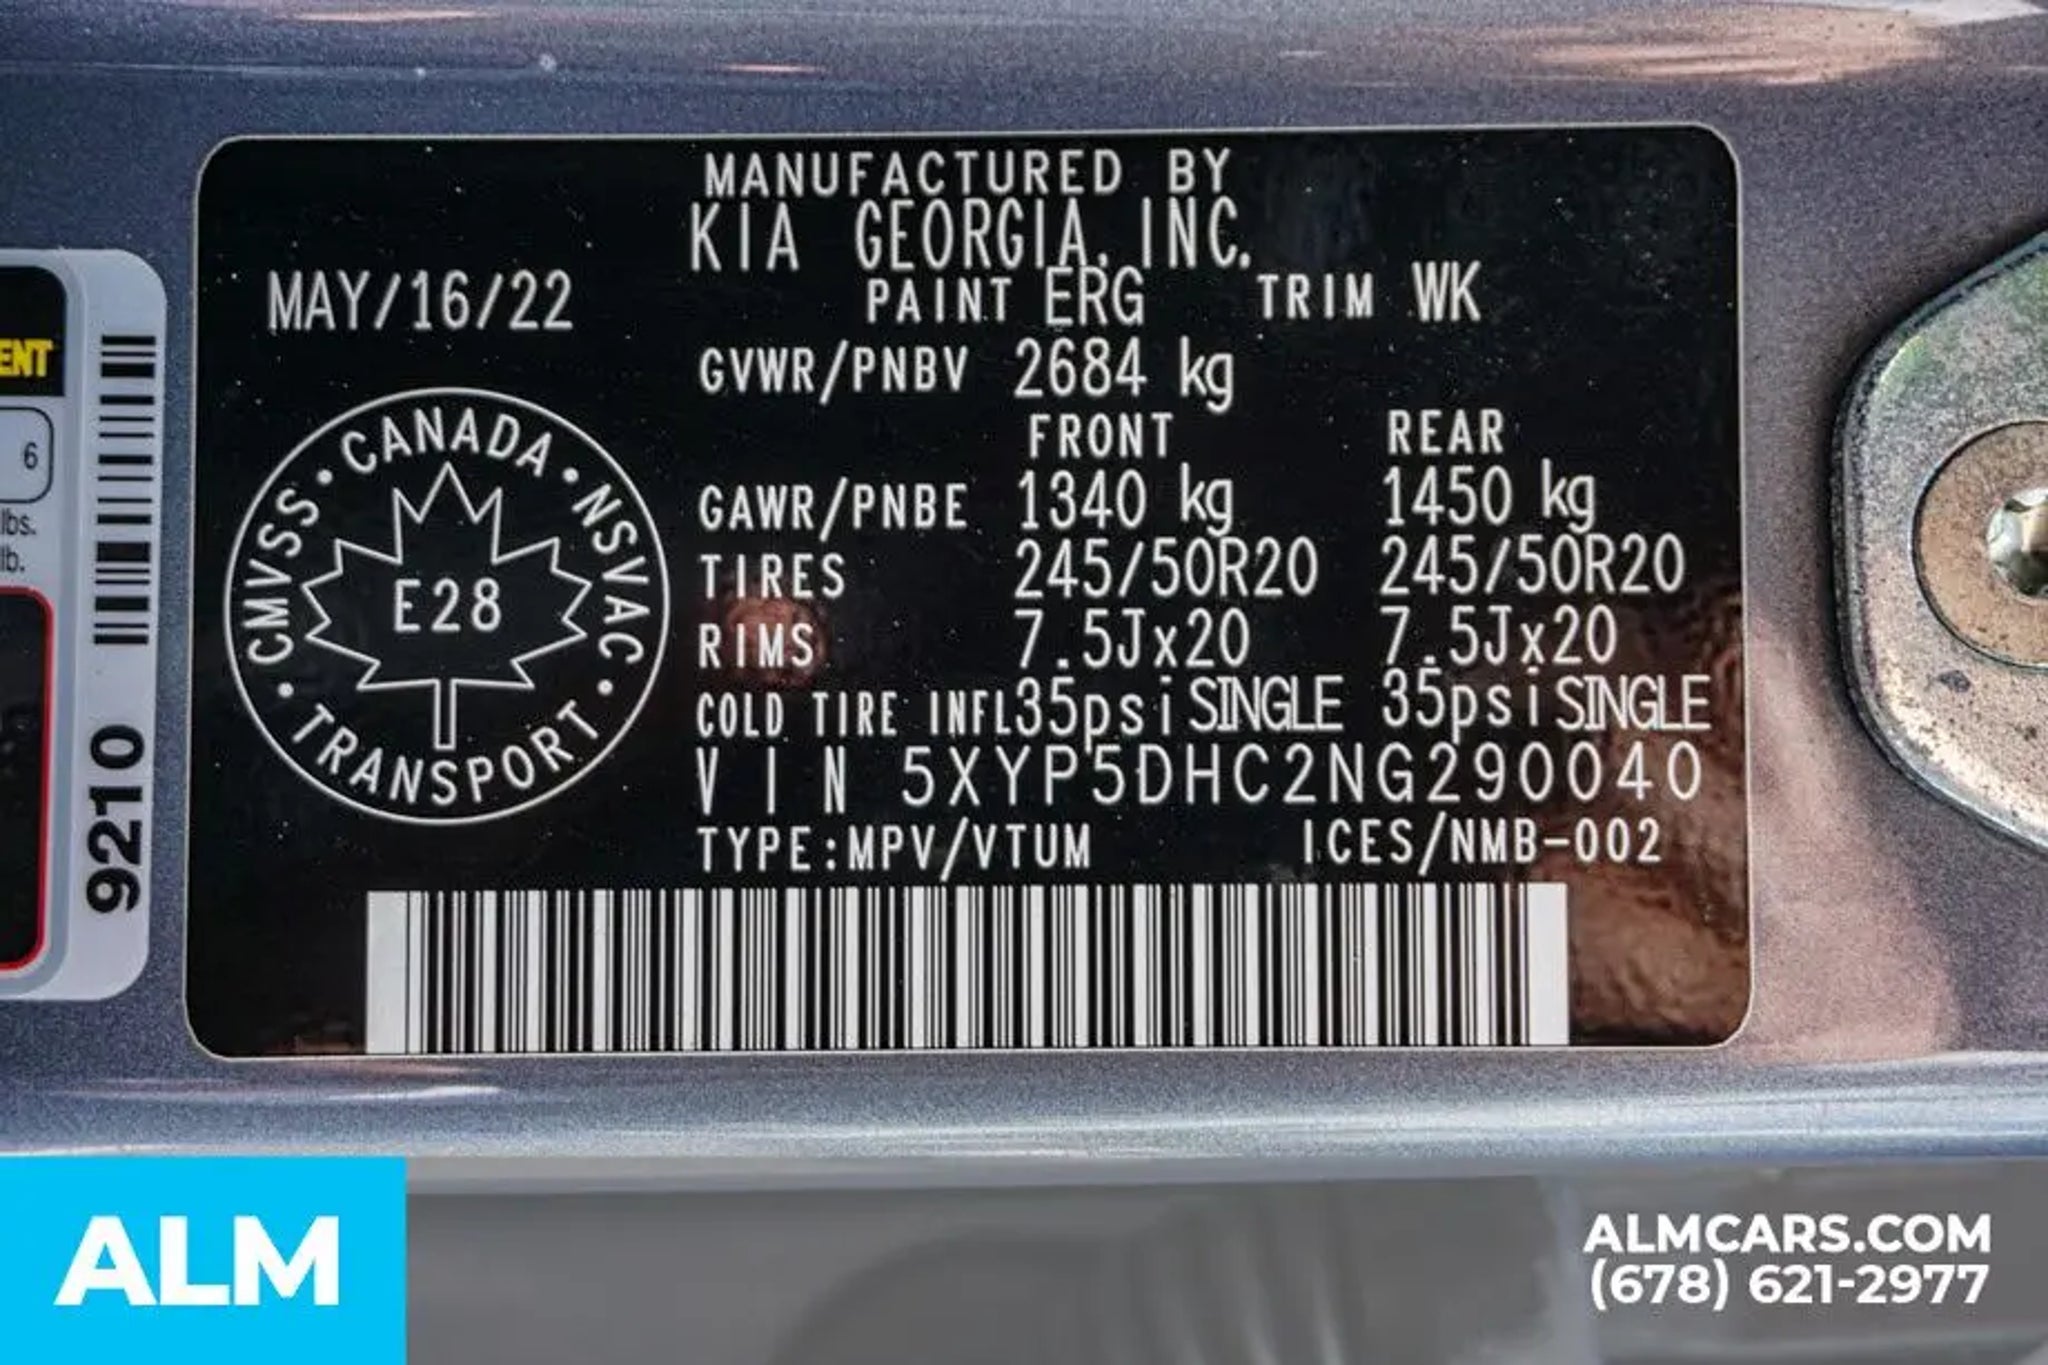 MANUFACTURED BY
KIA GEORGIA, INC.
MAY/16/22
PAINT ERG TRIM WK
GVWR/PNBV 2684 kg
FRONT REAR
GAWR/PNBE 1340 kg 1450 kg
TIRES 245/50R20 245/50R20
RIMS 7.5Jx20 7.5Jx20
COLD TIRE INFL 35psi SINGLE 35psi SINGLE
VIN 5XYP5DHC2NG290040
TYPE:MPV/VTUM ICES/NMB-002
CANADA • NSVAC • TRANSPORT • CMVSS •
E28
ENT
6
lbs.
lb.
9210
ALM
ALMCARS.COM
(678) 621-2977